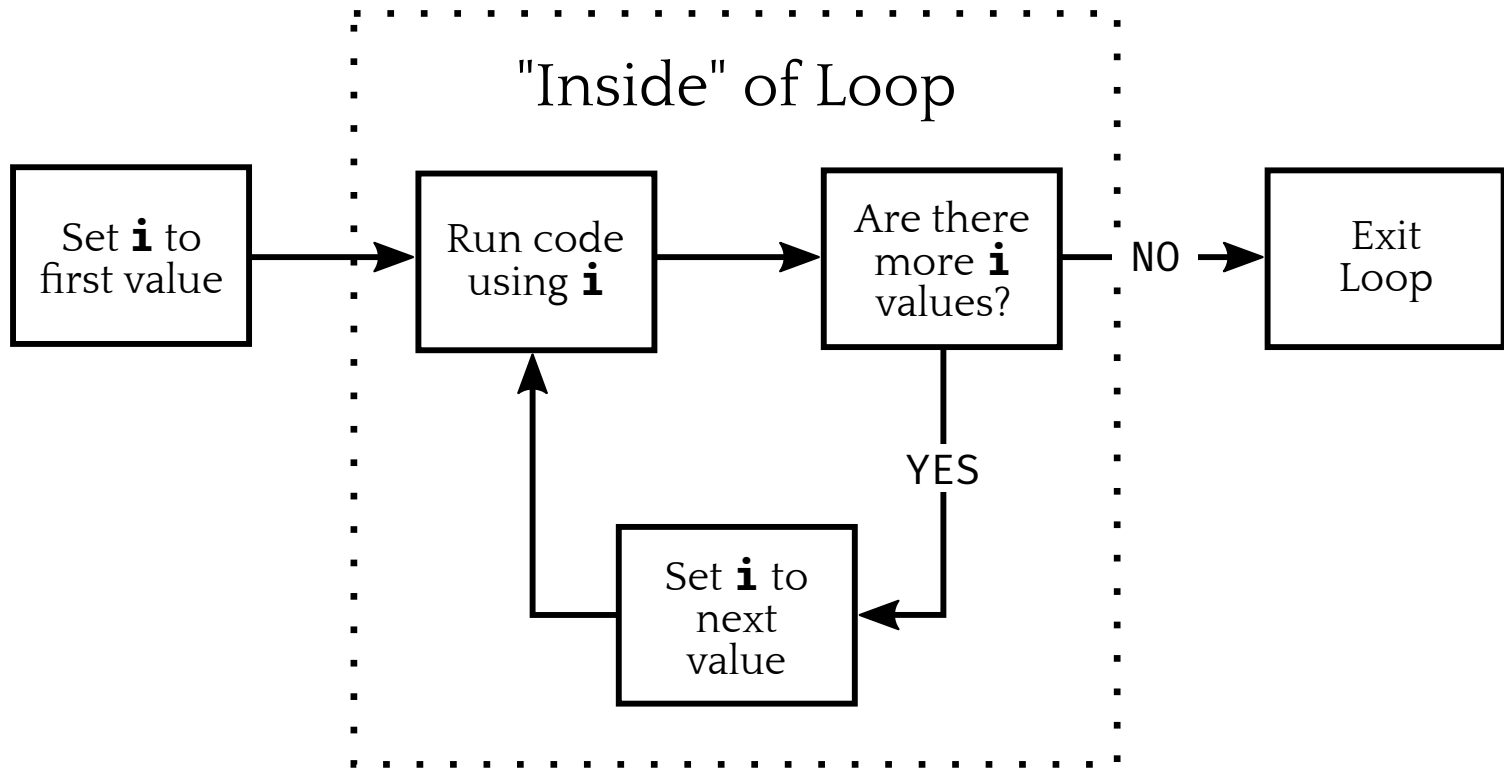 "Inside" of Loop
Set i to
first value
Run code
using i
Are there
more i
values?
NO
Exit
Loop
YES
Set i to
next
value